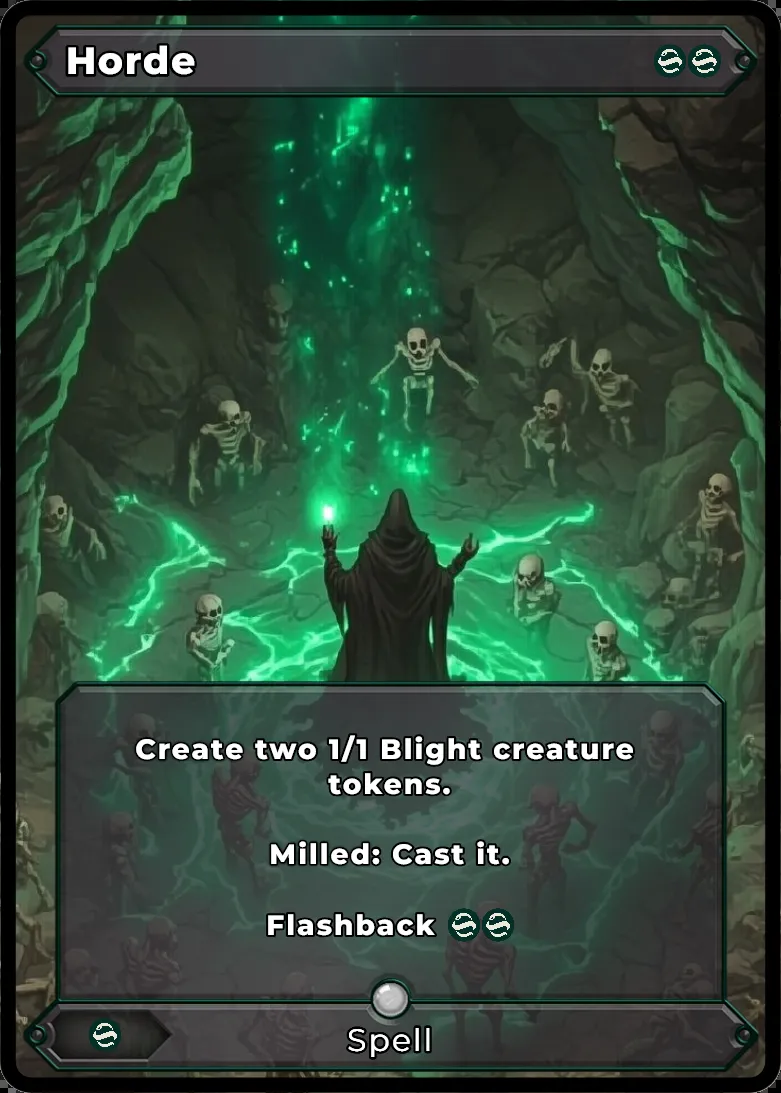 Horde
Create two 1/1 Blight creature
tokens.
Milled: Cast it.
Flashback
Spell